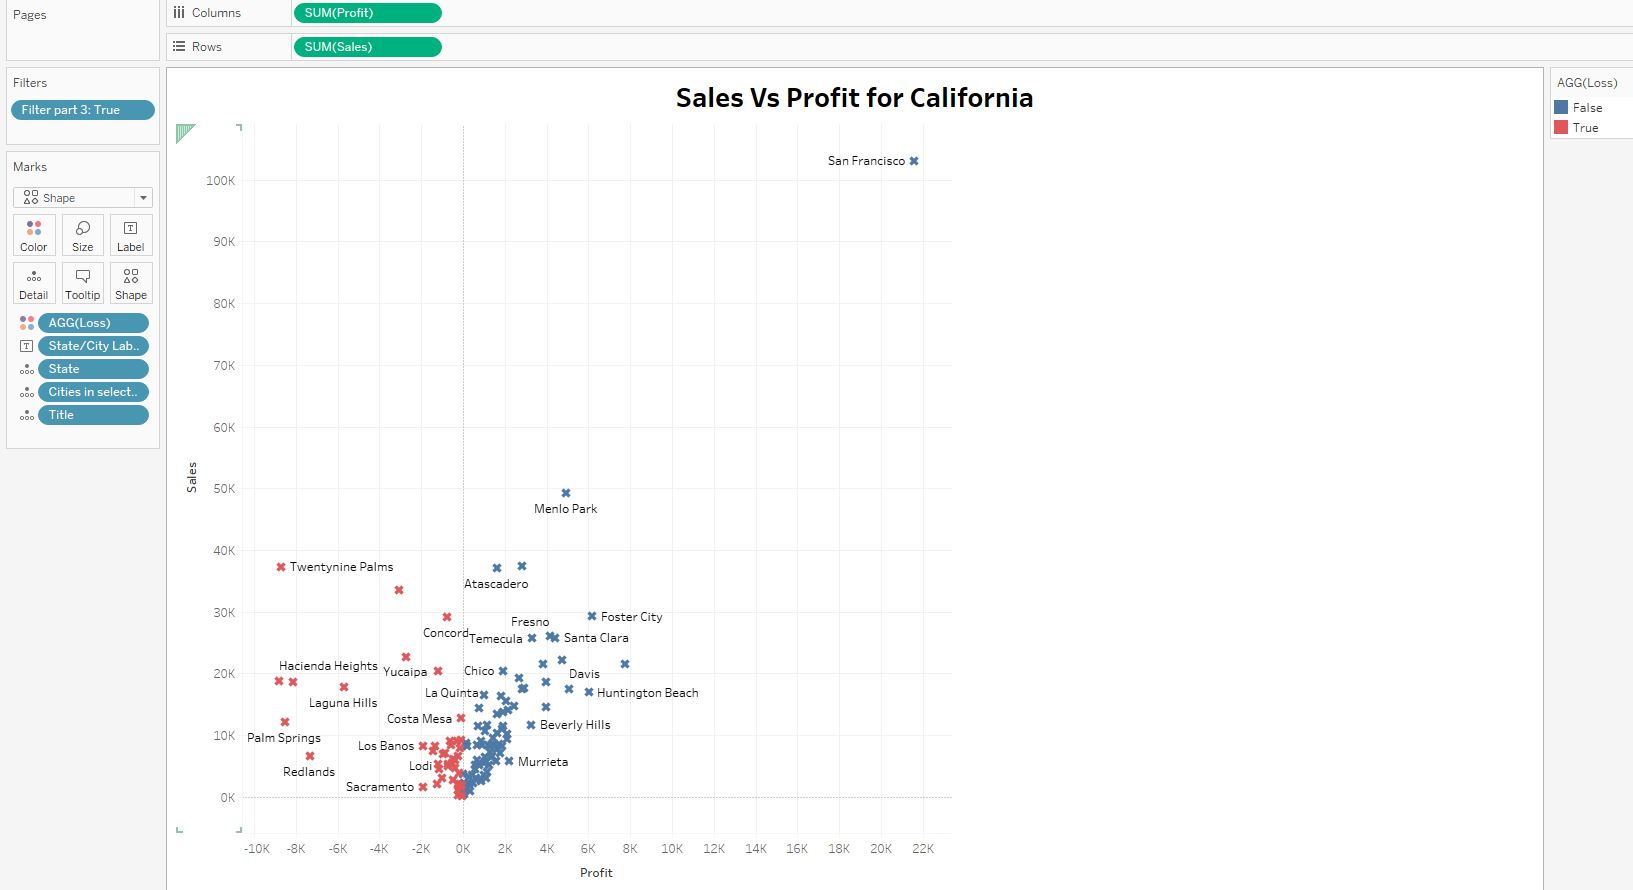 Pages
Columns
SUM(Profit)
Rows
SUM(Sales)
Filters
Filter part 3: True
Marks
Shape
Color
Size
Label
Detail
Tooltip
Shape
AGG(Loss)
State/City Lab..
State
Cities in select..
Title
Sales Vs Profit for California
AGG(Loss)
False
True
San Francisco
100K
90K
80K
70K
60K
50K
40K
30K
20K
10K
0K
Sales
Menlo Park
Twentynine Palms
Atascadero
Foster City
Fresno
Concord
Temecula
Santa Clara
Hacienda Heights
Yucaipa
Chico
Davis
La Quinta
Huntington Beach
Laguna Hills
Costa Mesa
Beverly Hills
Palm Springs
Los Banos
Murrieta
Lodi
Redlands
Sacramento
-10K -8K -6K -4K -2K 0K 2K 4K 6K 8K 10K 12K 14K 16K 18K 20K 22K
Profit